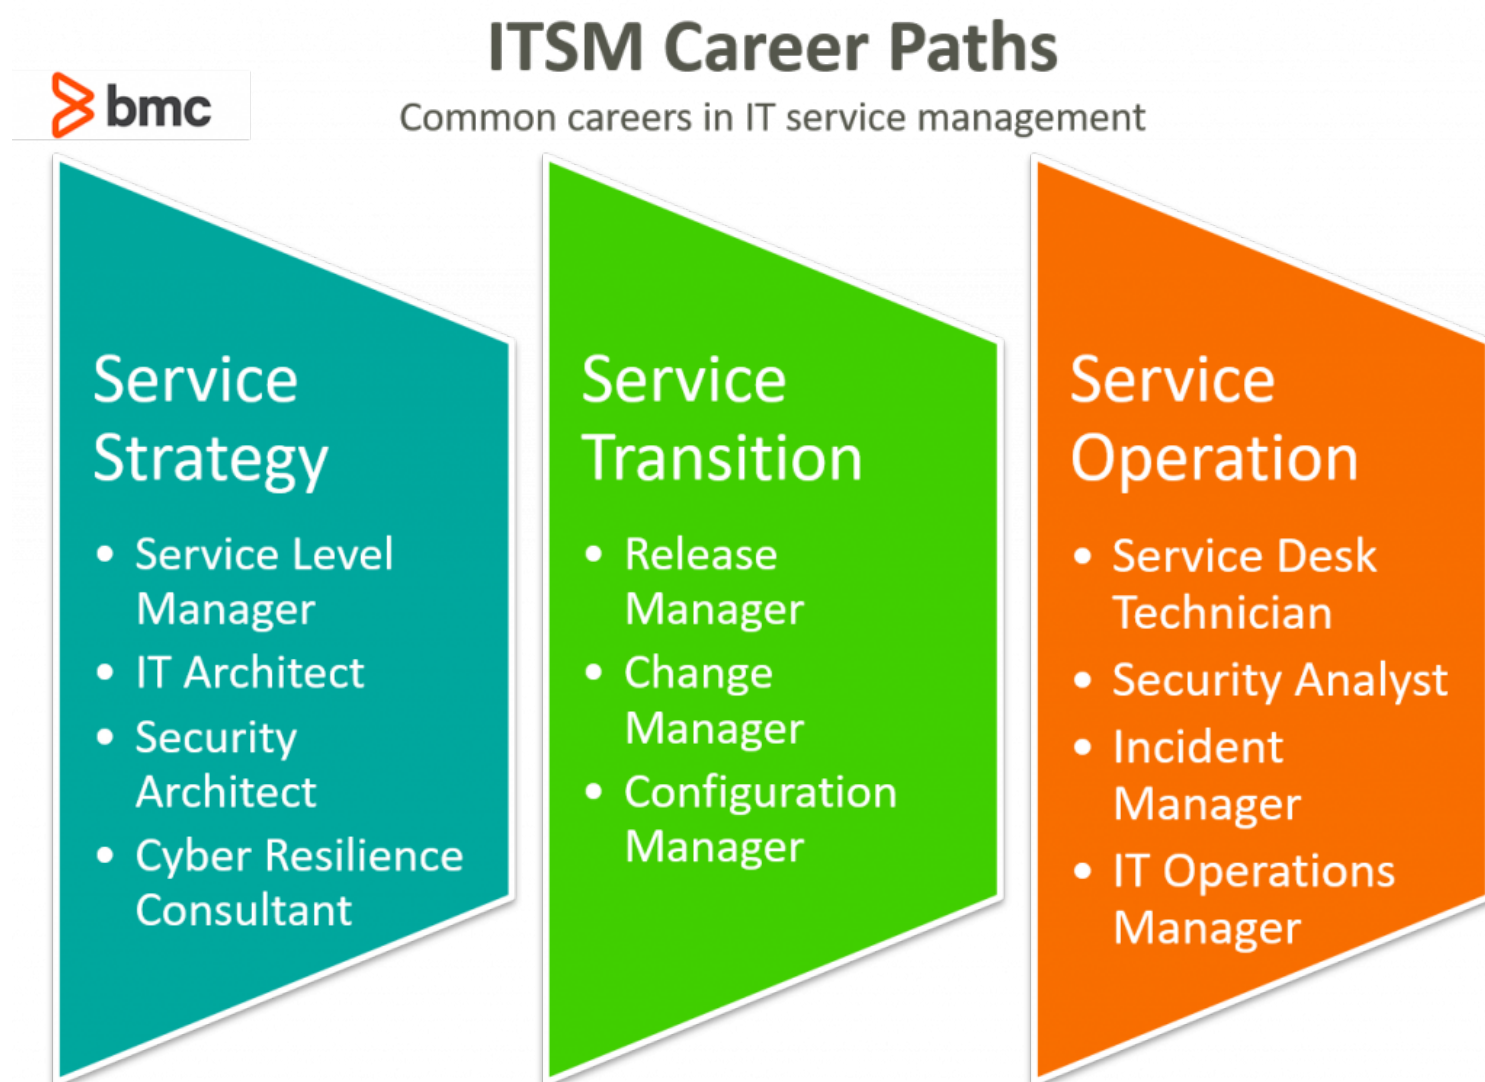 ITSM Career Paths
bmc
Common careers in IT service management
Service
Strategy
• Service Level
Manager
• IT Architect
• Security
Architect
• Cyber Resilience
Consultant
Service
Transition
• Release
Manager
• Change
Manager
• Configuration
Manager
Service
Operation
• Service Desk
Technician
• Security Analyst
• Incident
Manager
• IT Operations
Manager